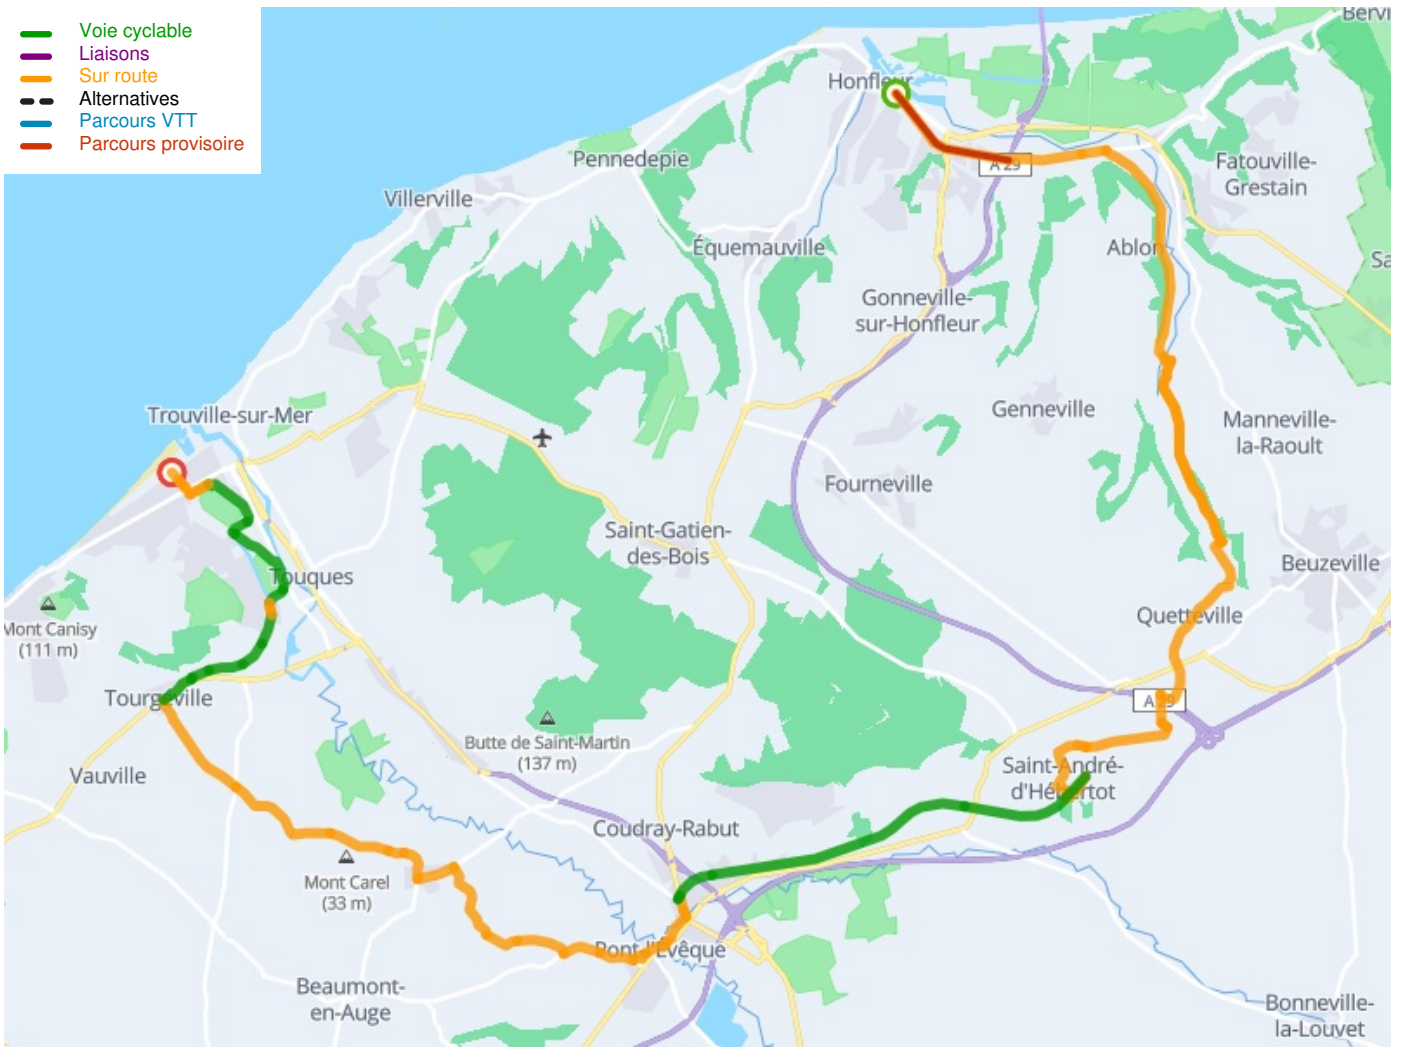 Voie cyclable
Liaisons
Sur route
Alternatives
Parcours VTT
Parcours provisoire
Honfleur
Pennedepie
A 29
Fatouville-
Grestain
Villerville
Équemauville
Ablon
Gonneville-
sur-Honfleur
Trouville-sur-Mer
Genneville
Manneville-
la-Raoult
Fourneville
Saint-Gatien-
des-Bois
Beuzeville
Touques
Quetteville
Mont Canisy
(111 m)
Tourgéville
A 29
Butte de Saint-Martin
(137 m)
Vauville
Saint-André-
d'Hébertot
Coudray-Rabut
Mont Carel
(33 m)
Pont-l'Évêque
Beaumont-
en-Auge
Bonneville-
la-Louvet